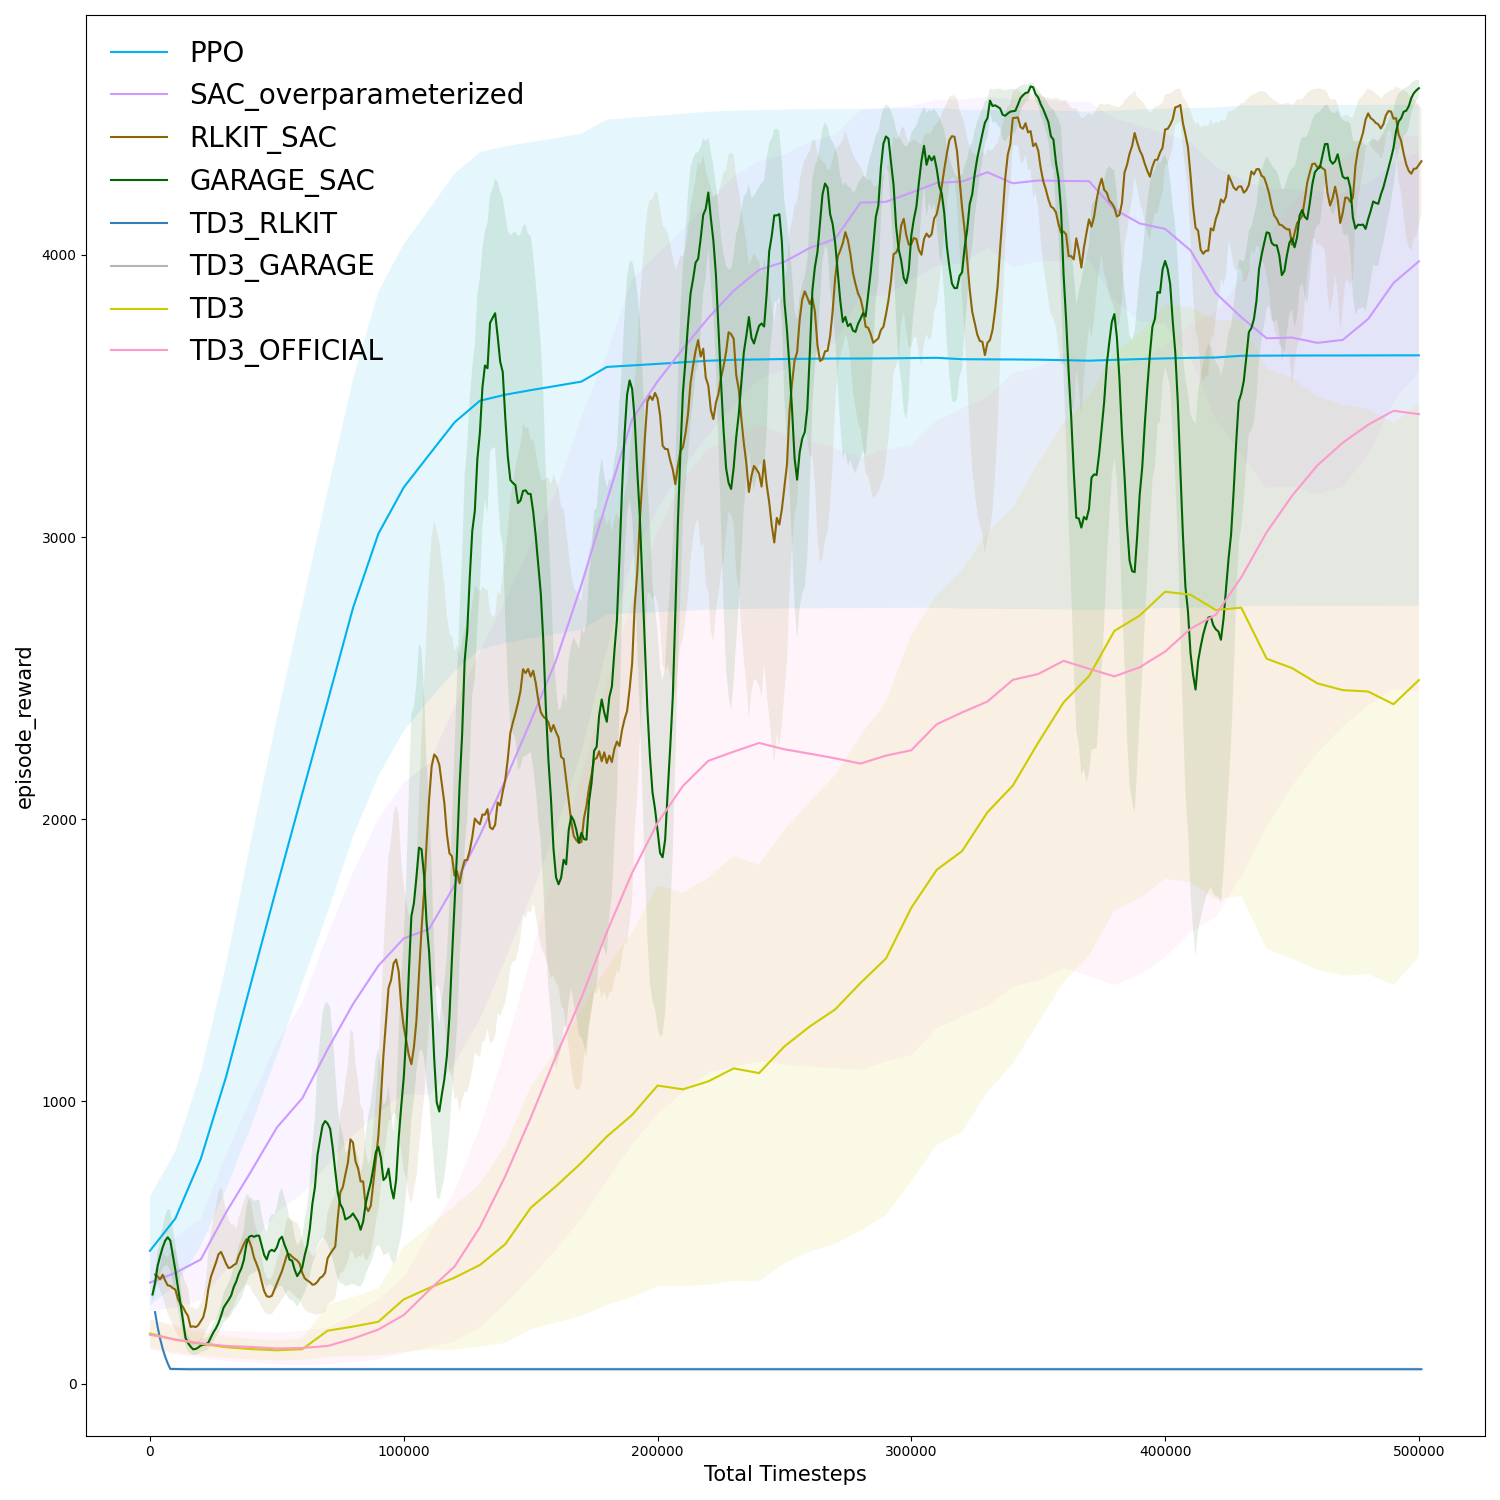 PPO
SAC_overparameterized
RLKIT_SAC
GARAGE_SAC
TD3_RLKIT
TD3_GARAGE
TD3
TD3_OFFICIAL
4000
3000
2000
1000
0
episode_reward
0 100000 200000 300000 400000 500000
Total Timesteps